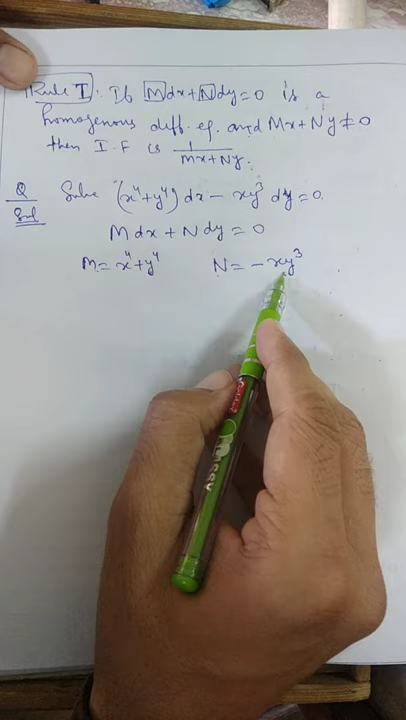 Rule I: If Mdx+Ndy=0 is a
homogenous diff. eq. and Mx+Ny≠0
then I.F is 1/(Mx+Ny).
Q Solve (x⁴+y⁴) dx - xy³ dy=0.
Sol Mdx+Ndy=0
M=x⁴+y⁴ N=-xy³